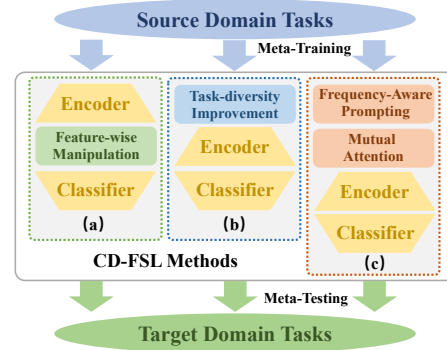 Source Domain Tasks
Meta-Training
Encoder
Feature-wise
Manipulation
Classifier
(a)
Task-diversity
Improvement
Encoder
Classifier
(b)
Frequency-Aware
Prompting
Mutual
Attention
Encoder
Classifier
(c)
CD-FSL Methods
Meta-Testing
Target Domain Tasks